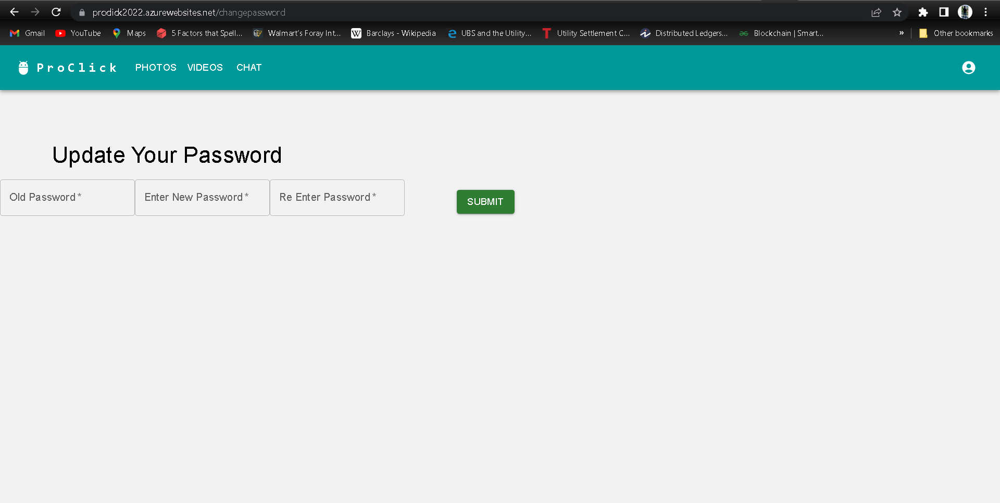 prodick2022.azurewebsites.net/changepassword
Gmail YouTube Maps 5 Factors that Spell... Walmart's Foray Int... W Barclays - Wikipedia UBS and the Utility... Utility Settlement C... Distributed Ledgers... Blockchain | Smart... » Other bookmarks
ProClick PHOTOS VIDEOS CHAT
Update Your Password
Old Password * Enter New Password * Re Enter Password * SUBMIT